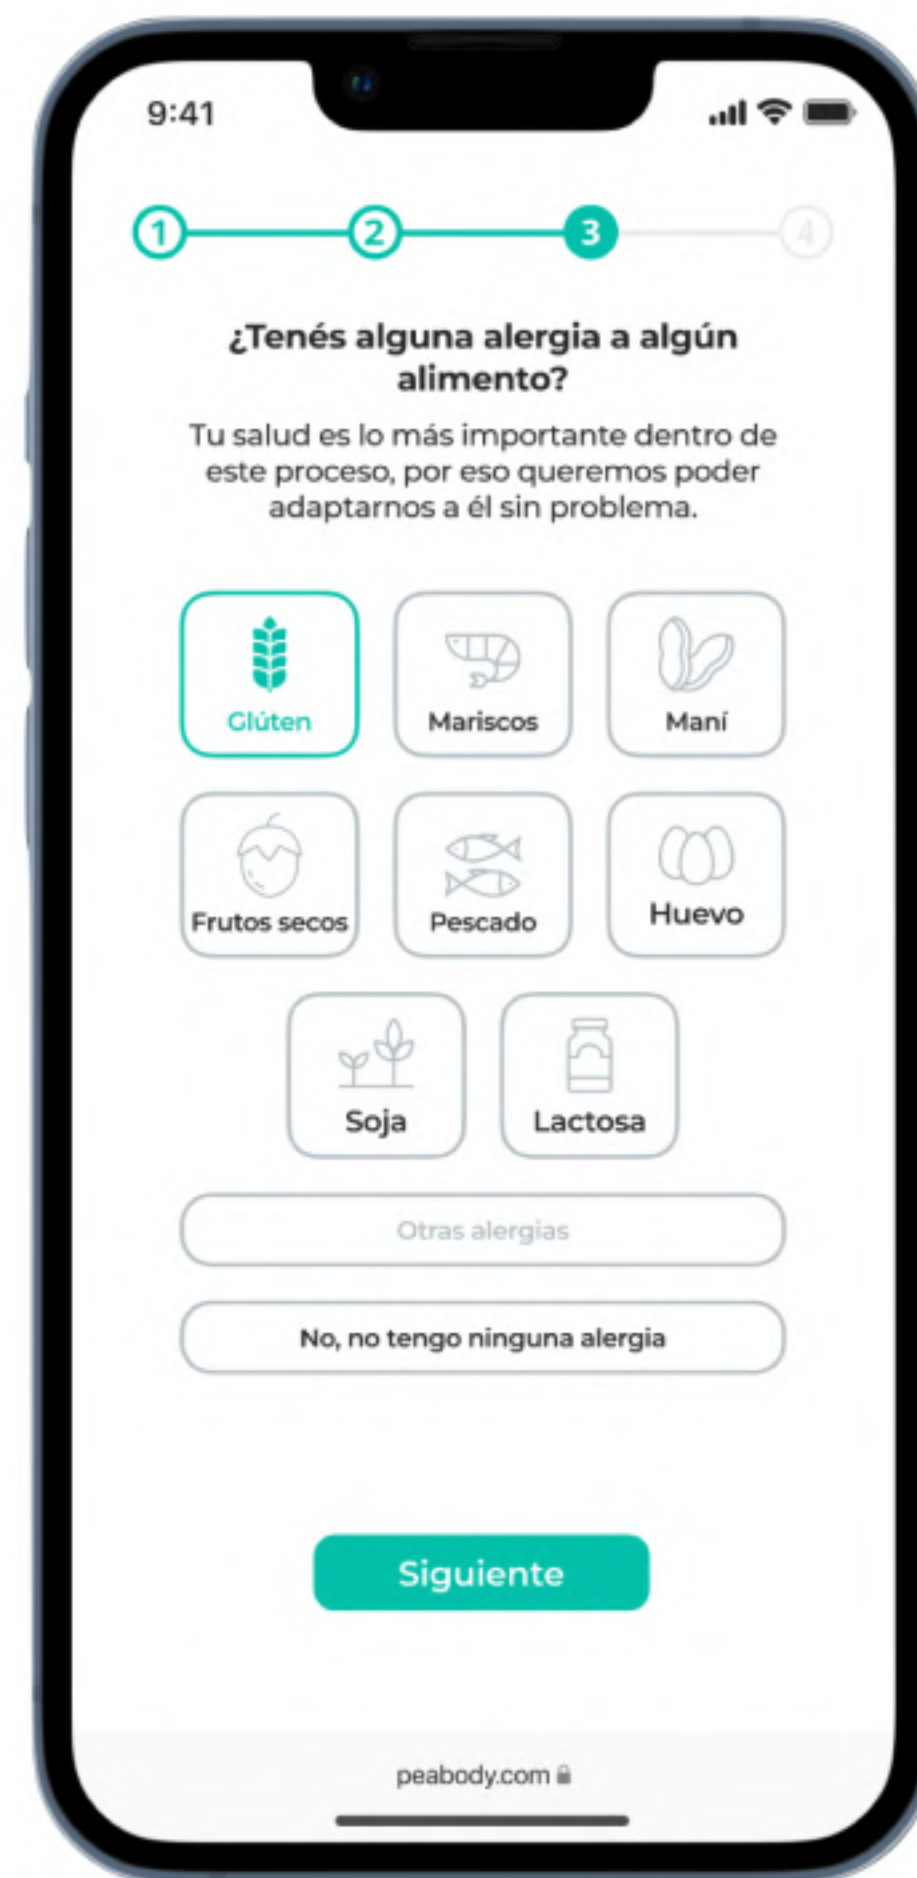 9:41
1 2 3 4
¿Tenés alguna alergia a algún
alimento?
Tu salud es lo más importante dentro de
este proceso, por eso queremos poder
adaptarnos a él sin problema.
Glúten Mariscos Maní
Frutos secos Pescado Huevo
Soja Lactosa
Otras alergias
No, no tengo ninguna alergia
Siguiente
peabody.com